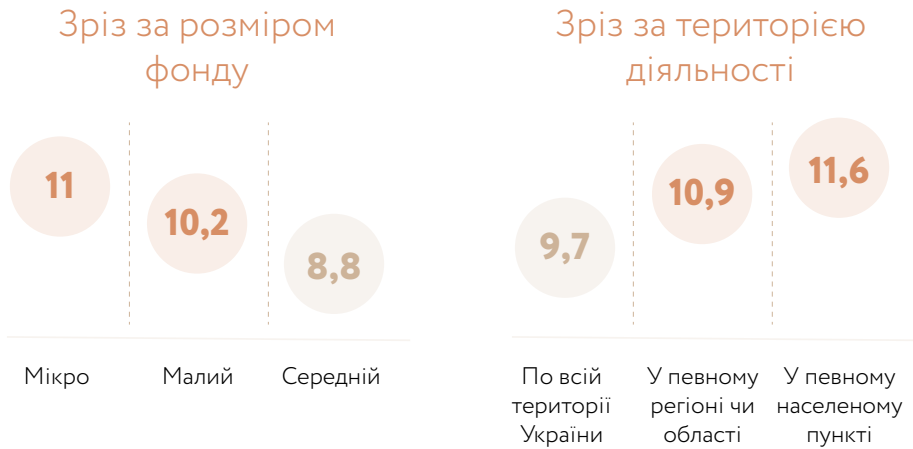 Зріз за розміром
фонду
11
10,2
8,8
Мікро
Малий
Середній
Зріз за територією
діяльності
9,7
10,9
11,6
По всій
території
України
У певному
регіоні чи
області
У певному
населеному
пункті